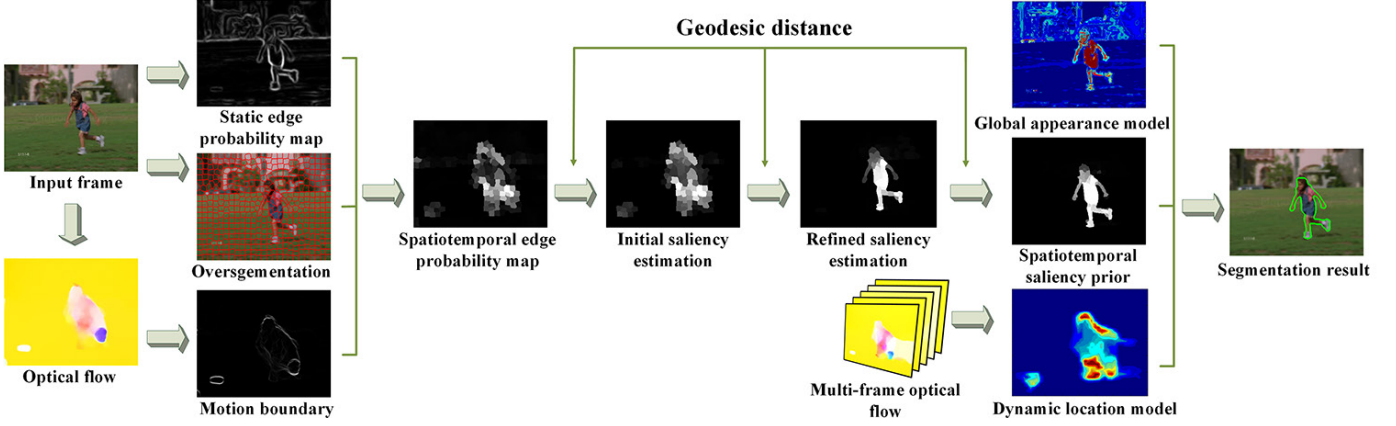 Geodesic distance
Static edge
probability map
Input frame
Oversgementation
Optical flow
Motion boundary
Spatiotemporal edge
probability map
Initial saliency
estimation
Refined saliency
estimation
Multi-frame optical
flow
Global appearance model
Spatiotemporal
saliency prior
Dynamic location model
Segmentation result